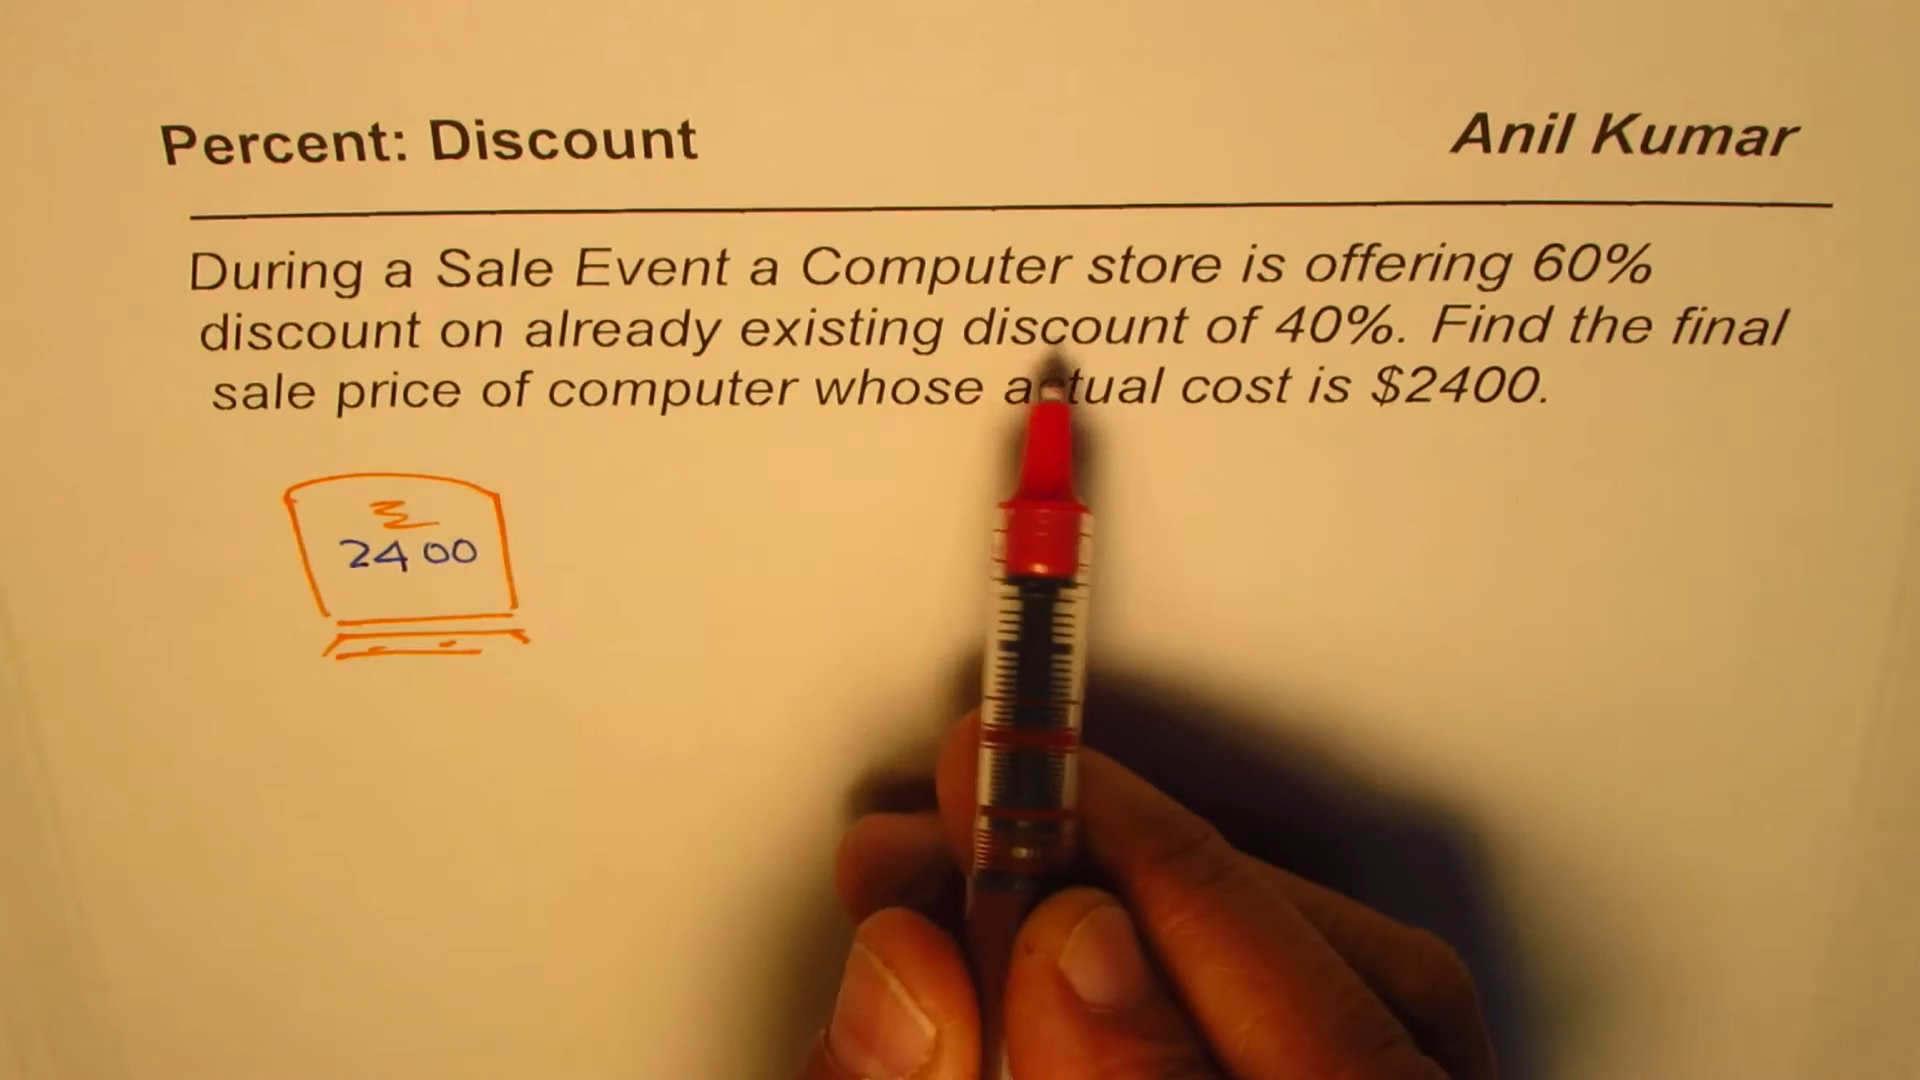 Percent: Discount
Anil Kumar
During a Sale Event a Computer store is offering 60%
discount on already existing discount of 40%. Find the final
sale price of computer whose actual cost is $2400.
2400